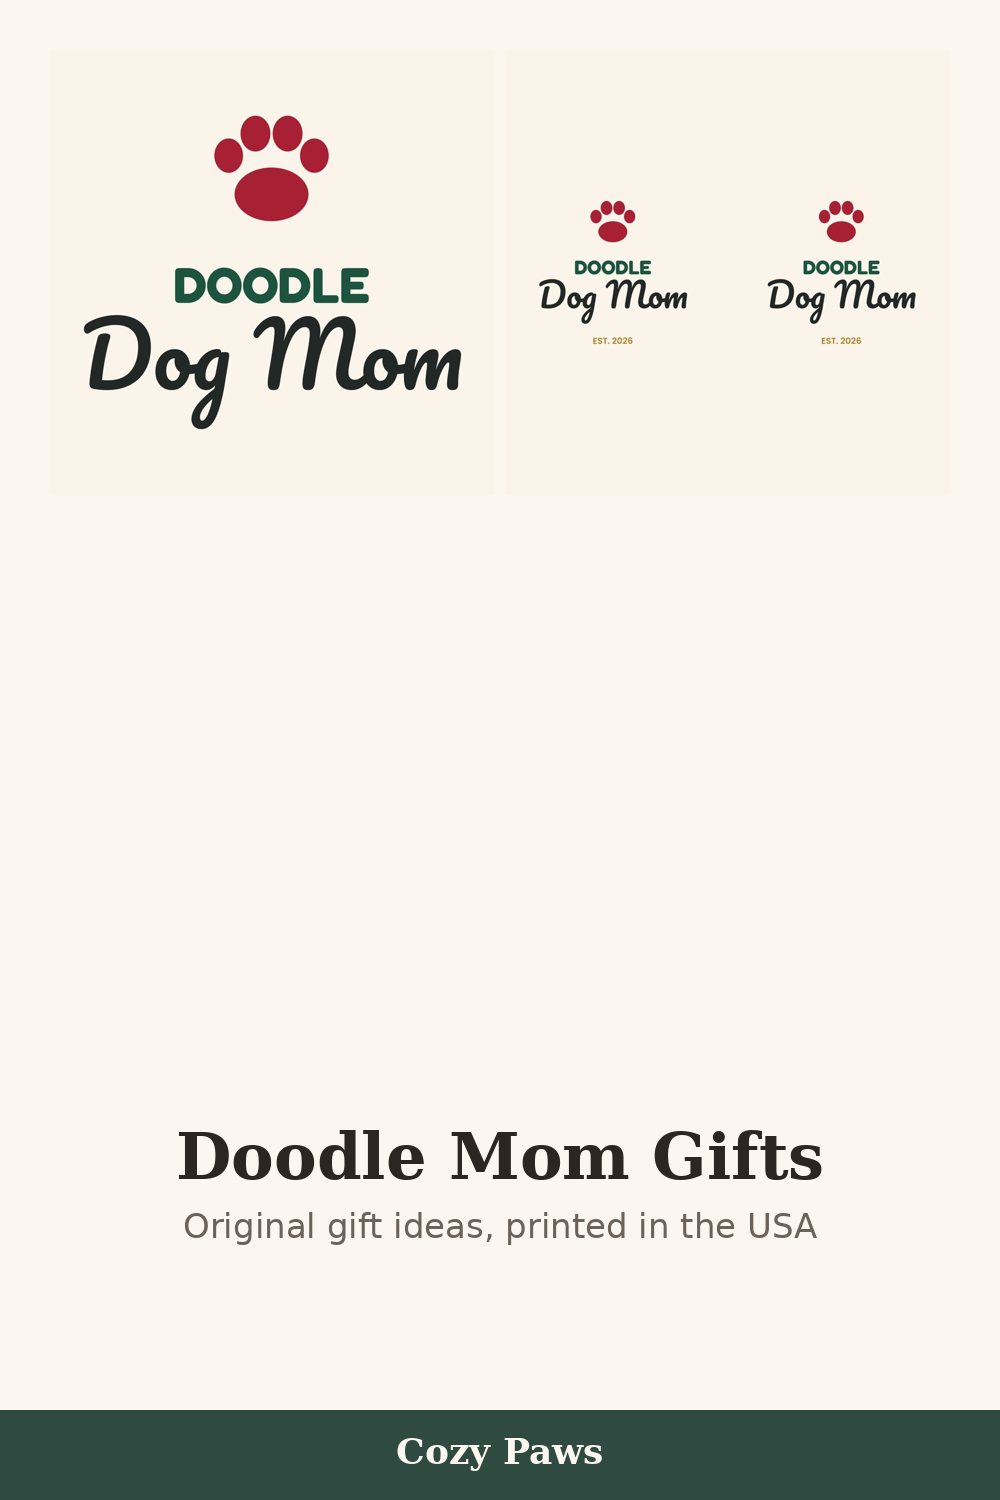 DOODLE
Dog Mom
DOODLE
Dog Mom
EST. 2026
DOODLE
Dog Mom
EST. 2026
Doodle Mom Gifts
Original gift ideas, printed in the USA
Cozy Paws